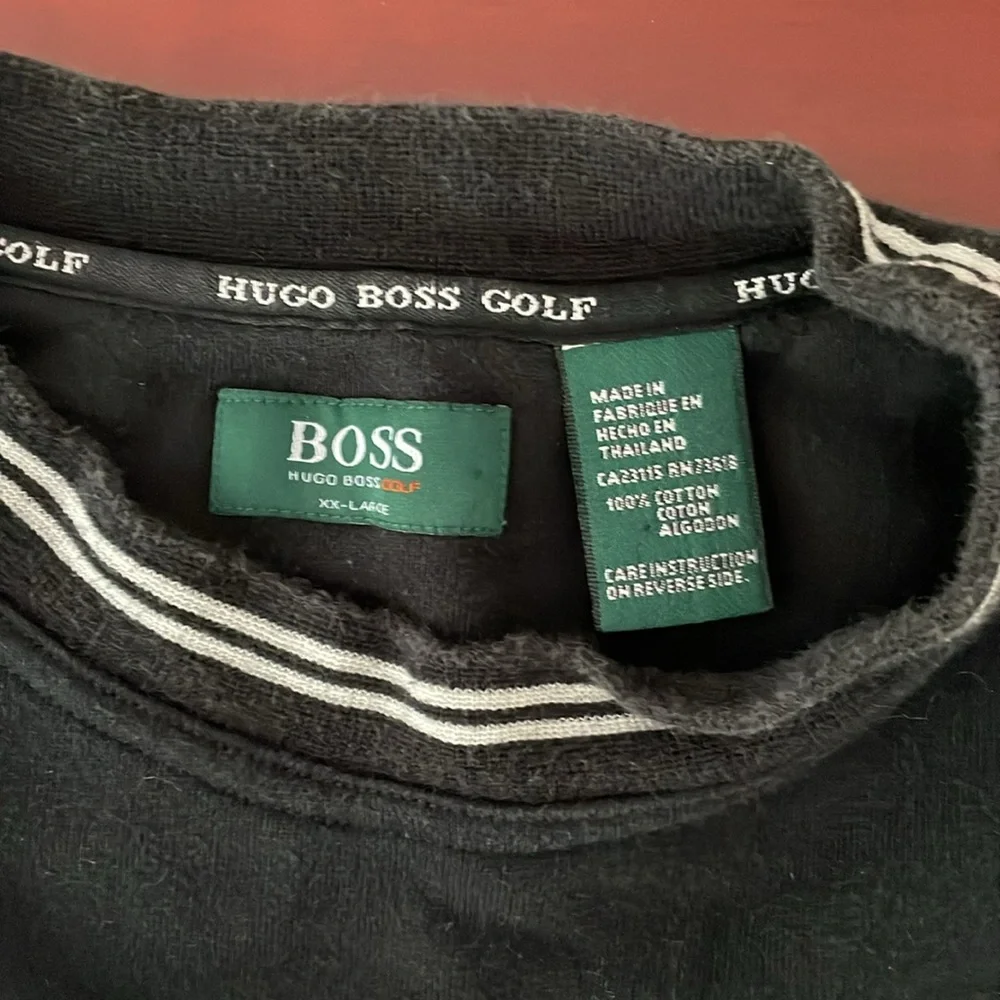 OLF
HUGO BOSS GOLF
HUG
BOSS
HUGO BOSS GOLF
XX-LARGE
MADE IN
FABRIQUE EN
HECHO EN
THAILAND
CA23115 RN73618
100% COTTON
COTON
ALGODON
CARE INSTRUCTION
ON REVERSE SIDE.